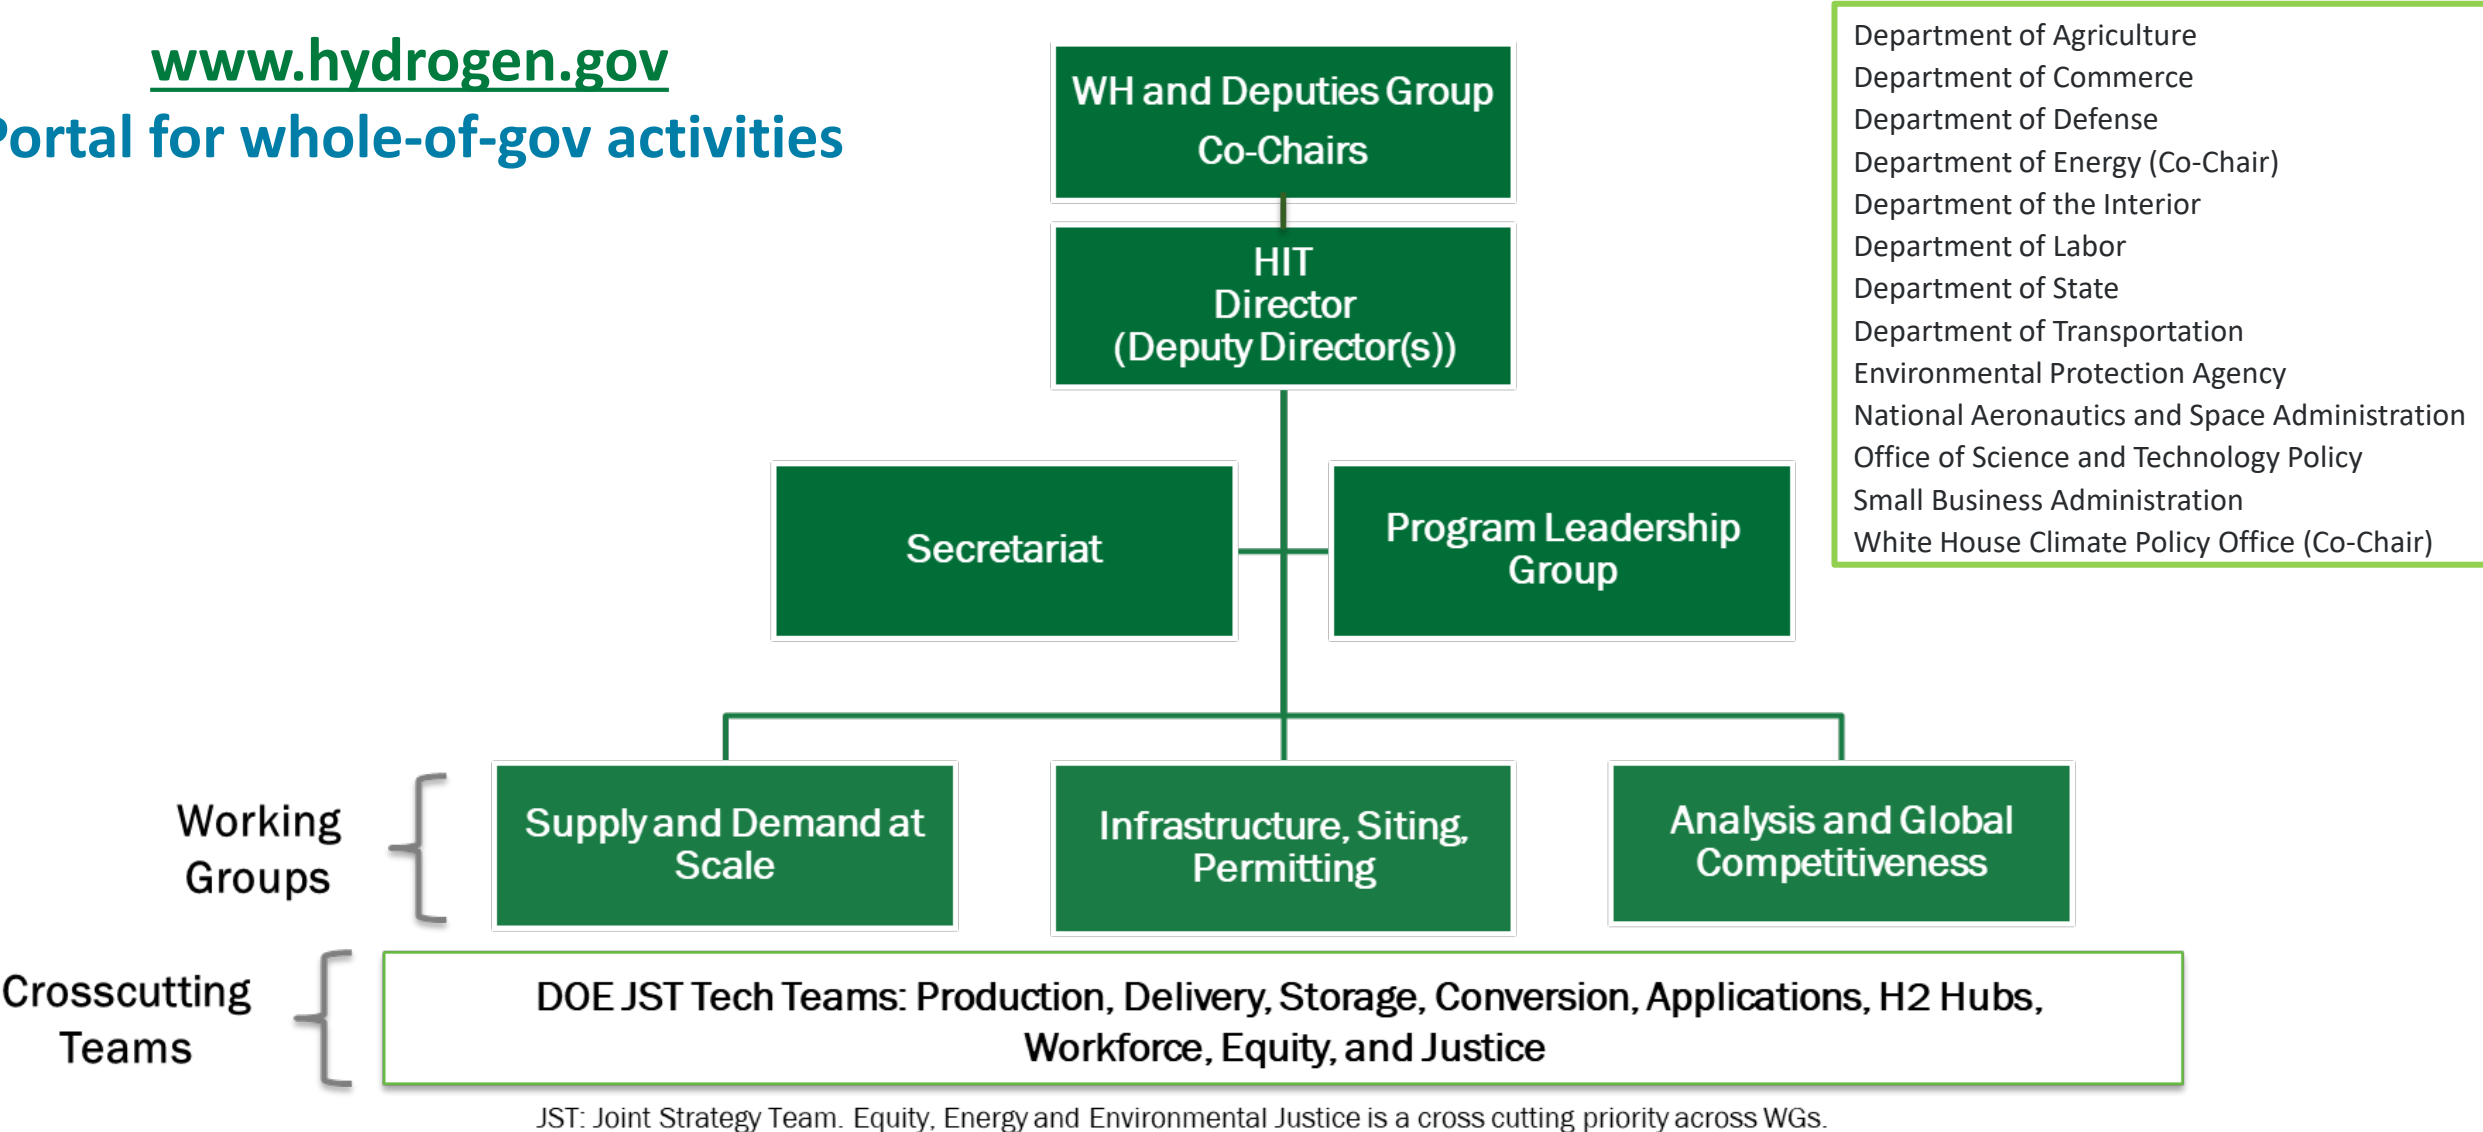 www.hydrogen.gov
Portal for whole-of-gov activities
WH and Deputies Group
Co-Chairs
HIT
Director
(Deputy Director(s))
Secretariat
Program Leadership
Group
Department of Agriculture
Department of Commerce
Department of Defense
Department of Energy (Co-Chair)
Department of the Interior
Department of Labor
Department of State
Department of Transportation
Environmental Protection Agency
National Aeronautics and Space Administration
Office of Science and Technology Policy
Small Business Administration
White House Climate Policy Office (Co-Chair)
Working
Groups
Supply and Demand at
Scale
Infrastructure, Siting,
Permitting
Analysis and Global
Competitiveness
Crosscutting
Teams
DOE JST Tech Teams: Production, Delivery, Storage, Conversion, Applications, H2 Hubs,
Workforce, Equity, and Justice
JST: Joint Strategy Team. Equity, Energy and Environmental Justice is a cross cutting priority across WGs.